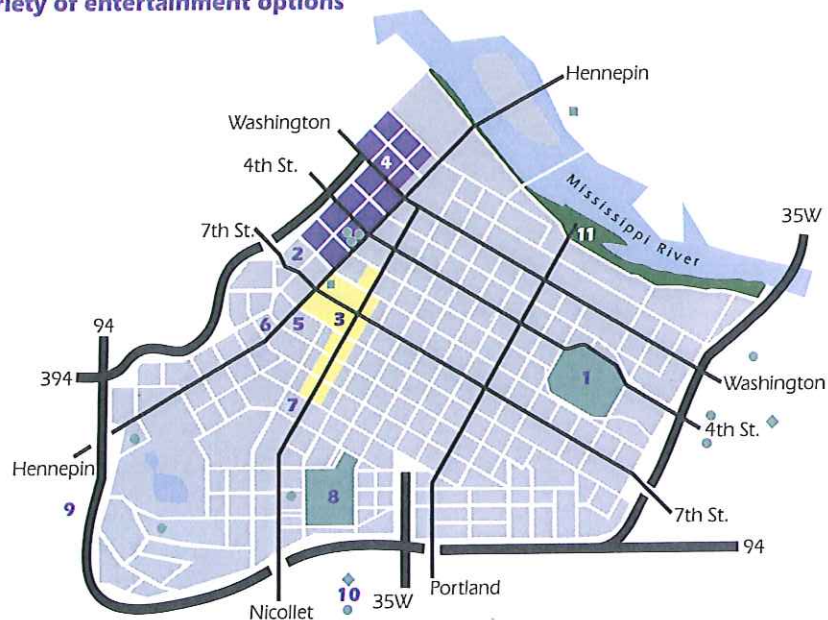 riety of entertainment options
Hennepin
Washington
4
4th St.
Mississippi River
35W
7th St.
2
11
94
6
5
3
1
394
7
Washington
4th St.
Hennepin
9
8
7th St.
94
10
35W
Portland
Nicollet